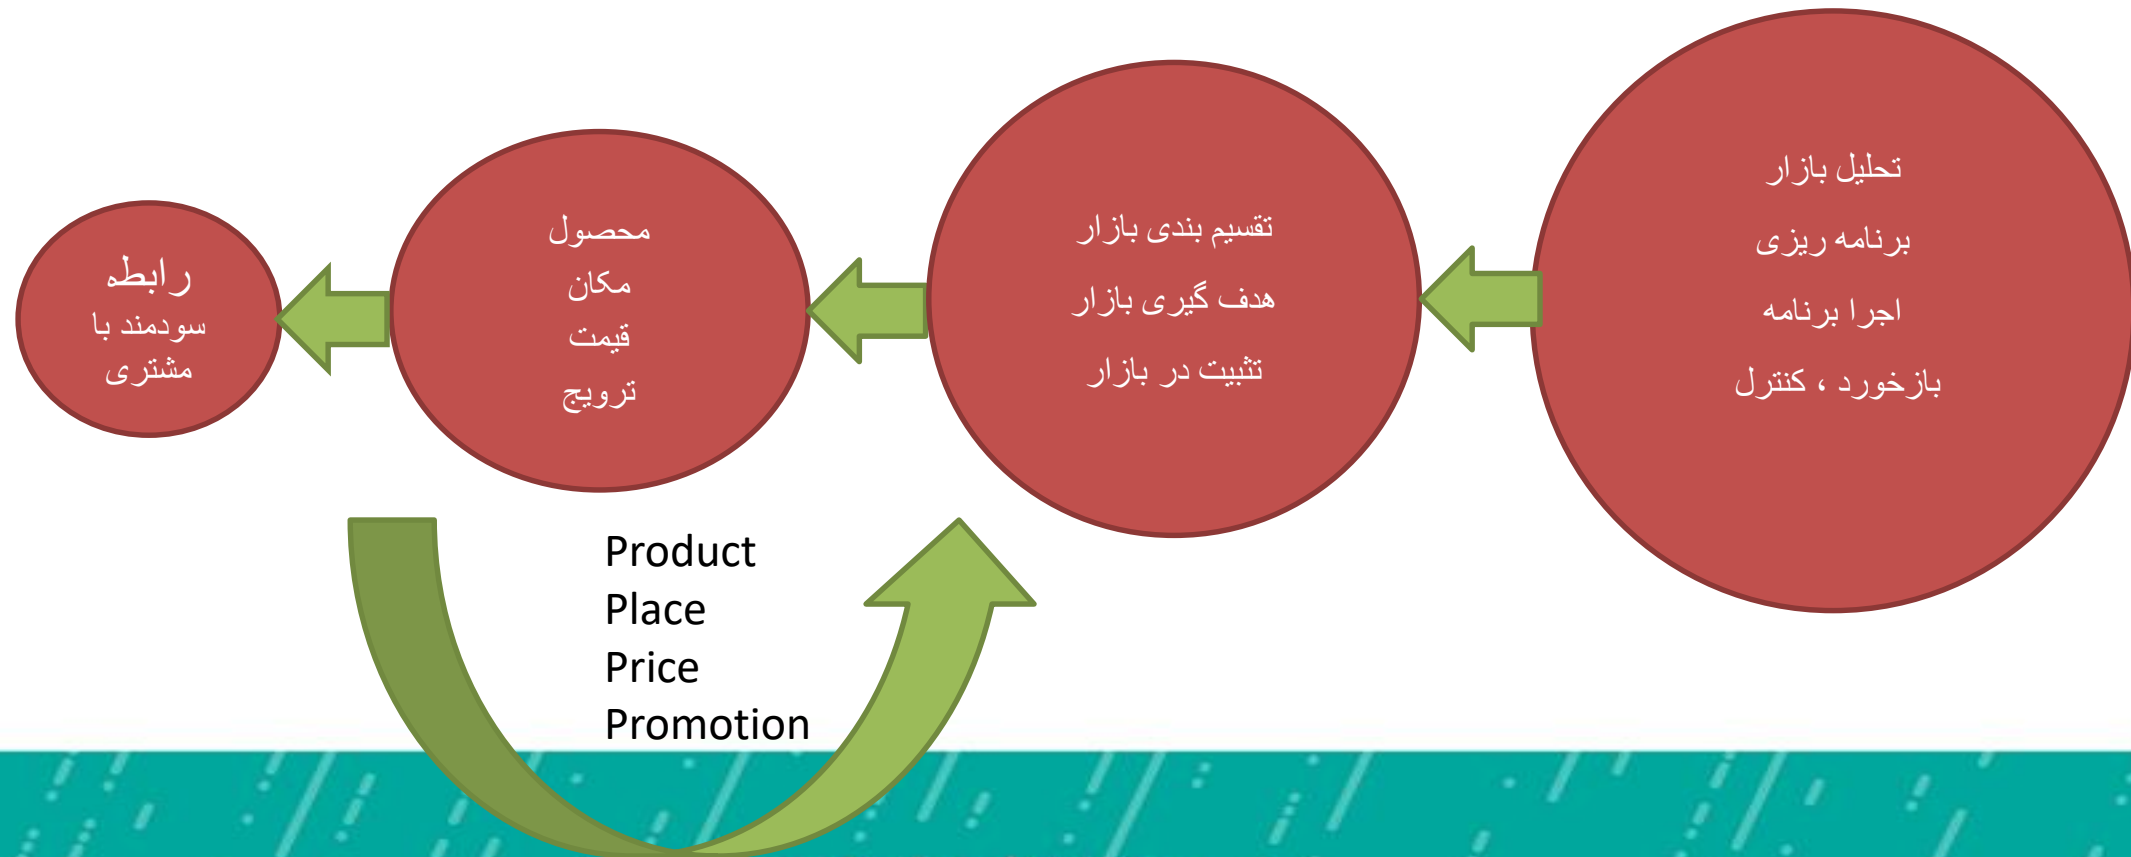 تحلیل بازار
برنامه ریزی
اجرا برنامه
بازخورد ، کنترل
تقسیم بندی بازار
هدف گیری بازار
تثبیت در بازار
محصول
مکان
قیمت
ترویج
رابطه
سودمند با
مشتری
Product
Place
Price
Promotion